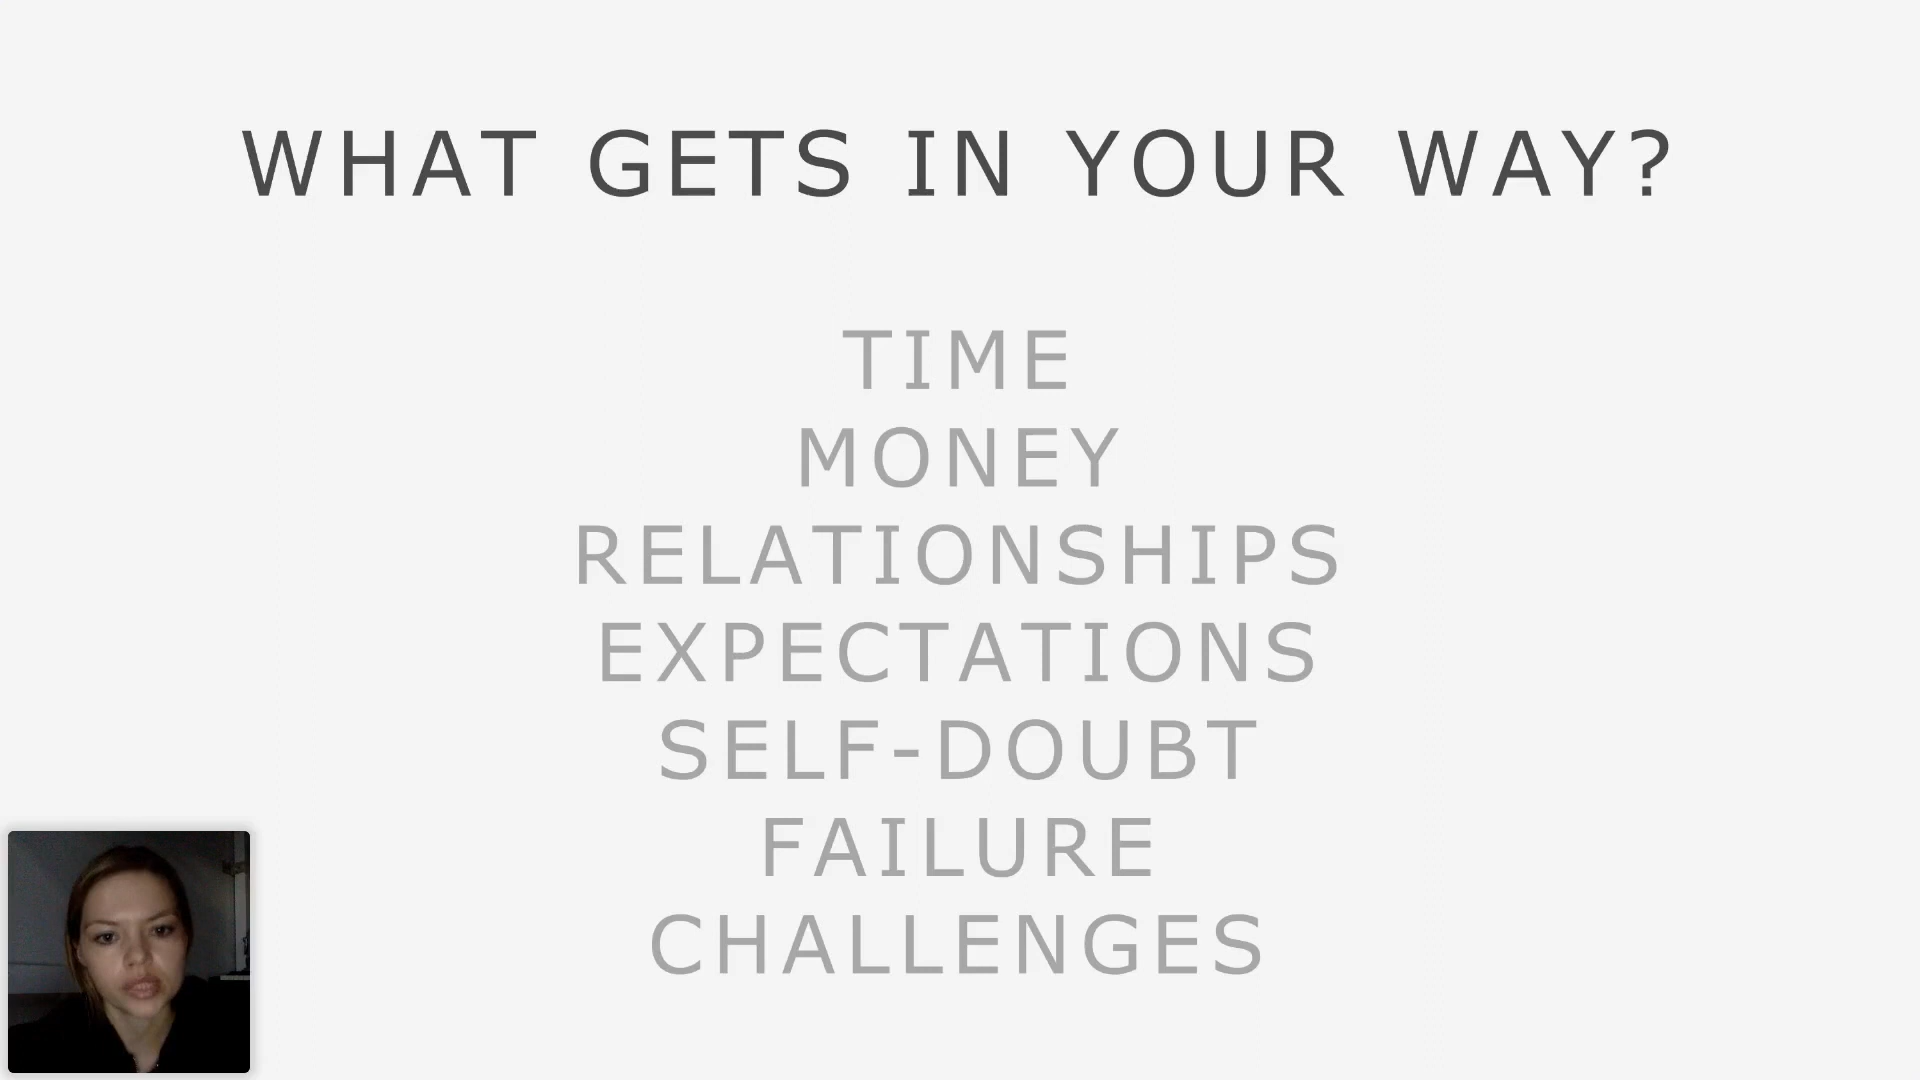 WHAT GETS IN YOUR WAY?
TIME
MONEY
RELATIONSHIPS
EXPECTATIONS
SELF-DOUBT
FAILURE
CHALLENGES